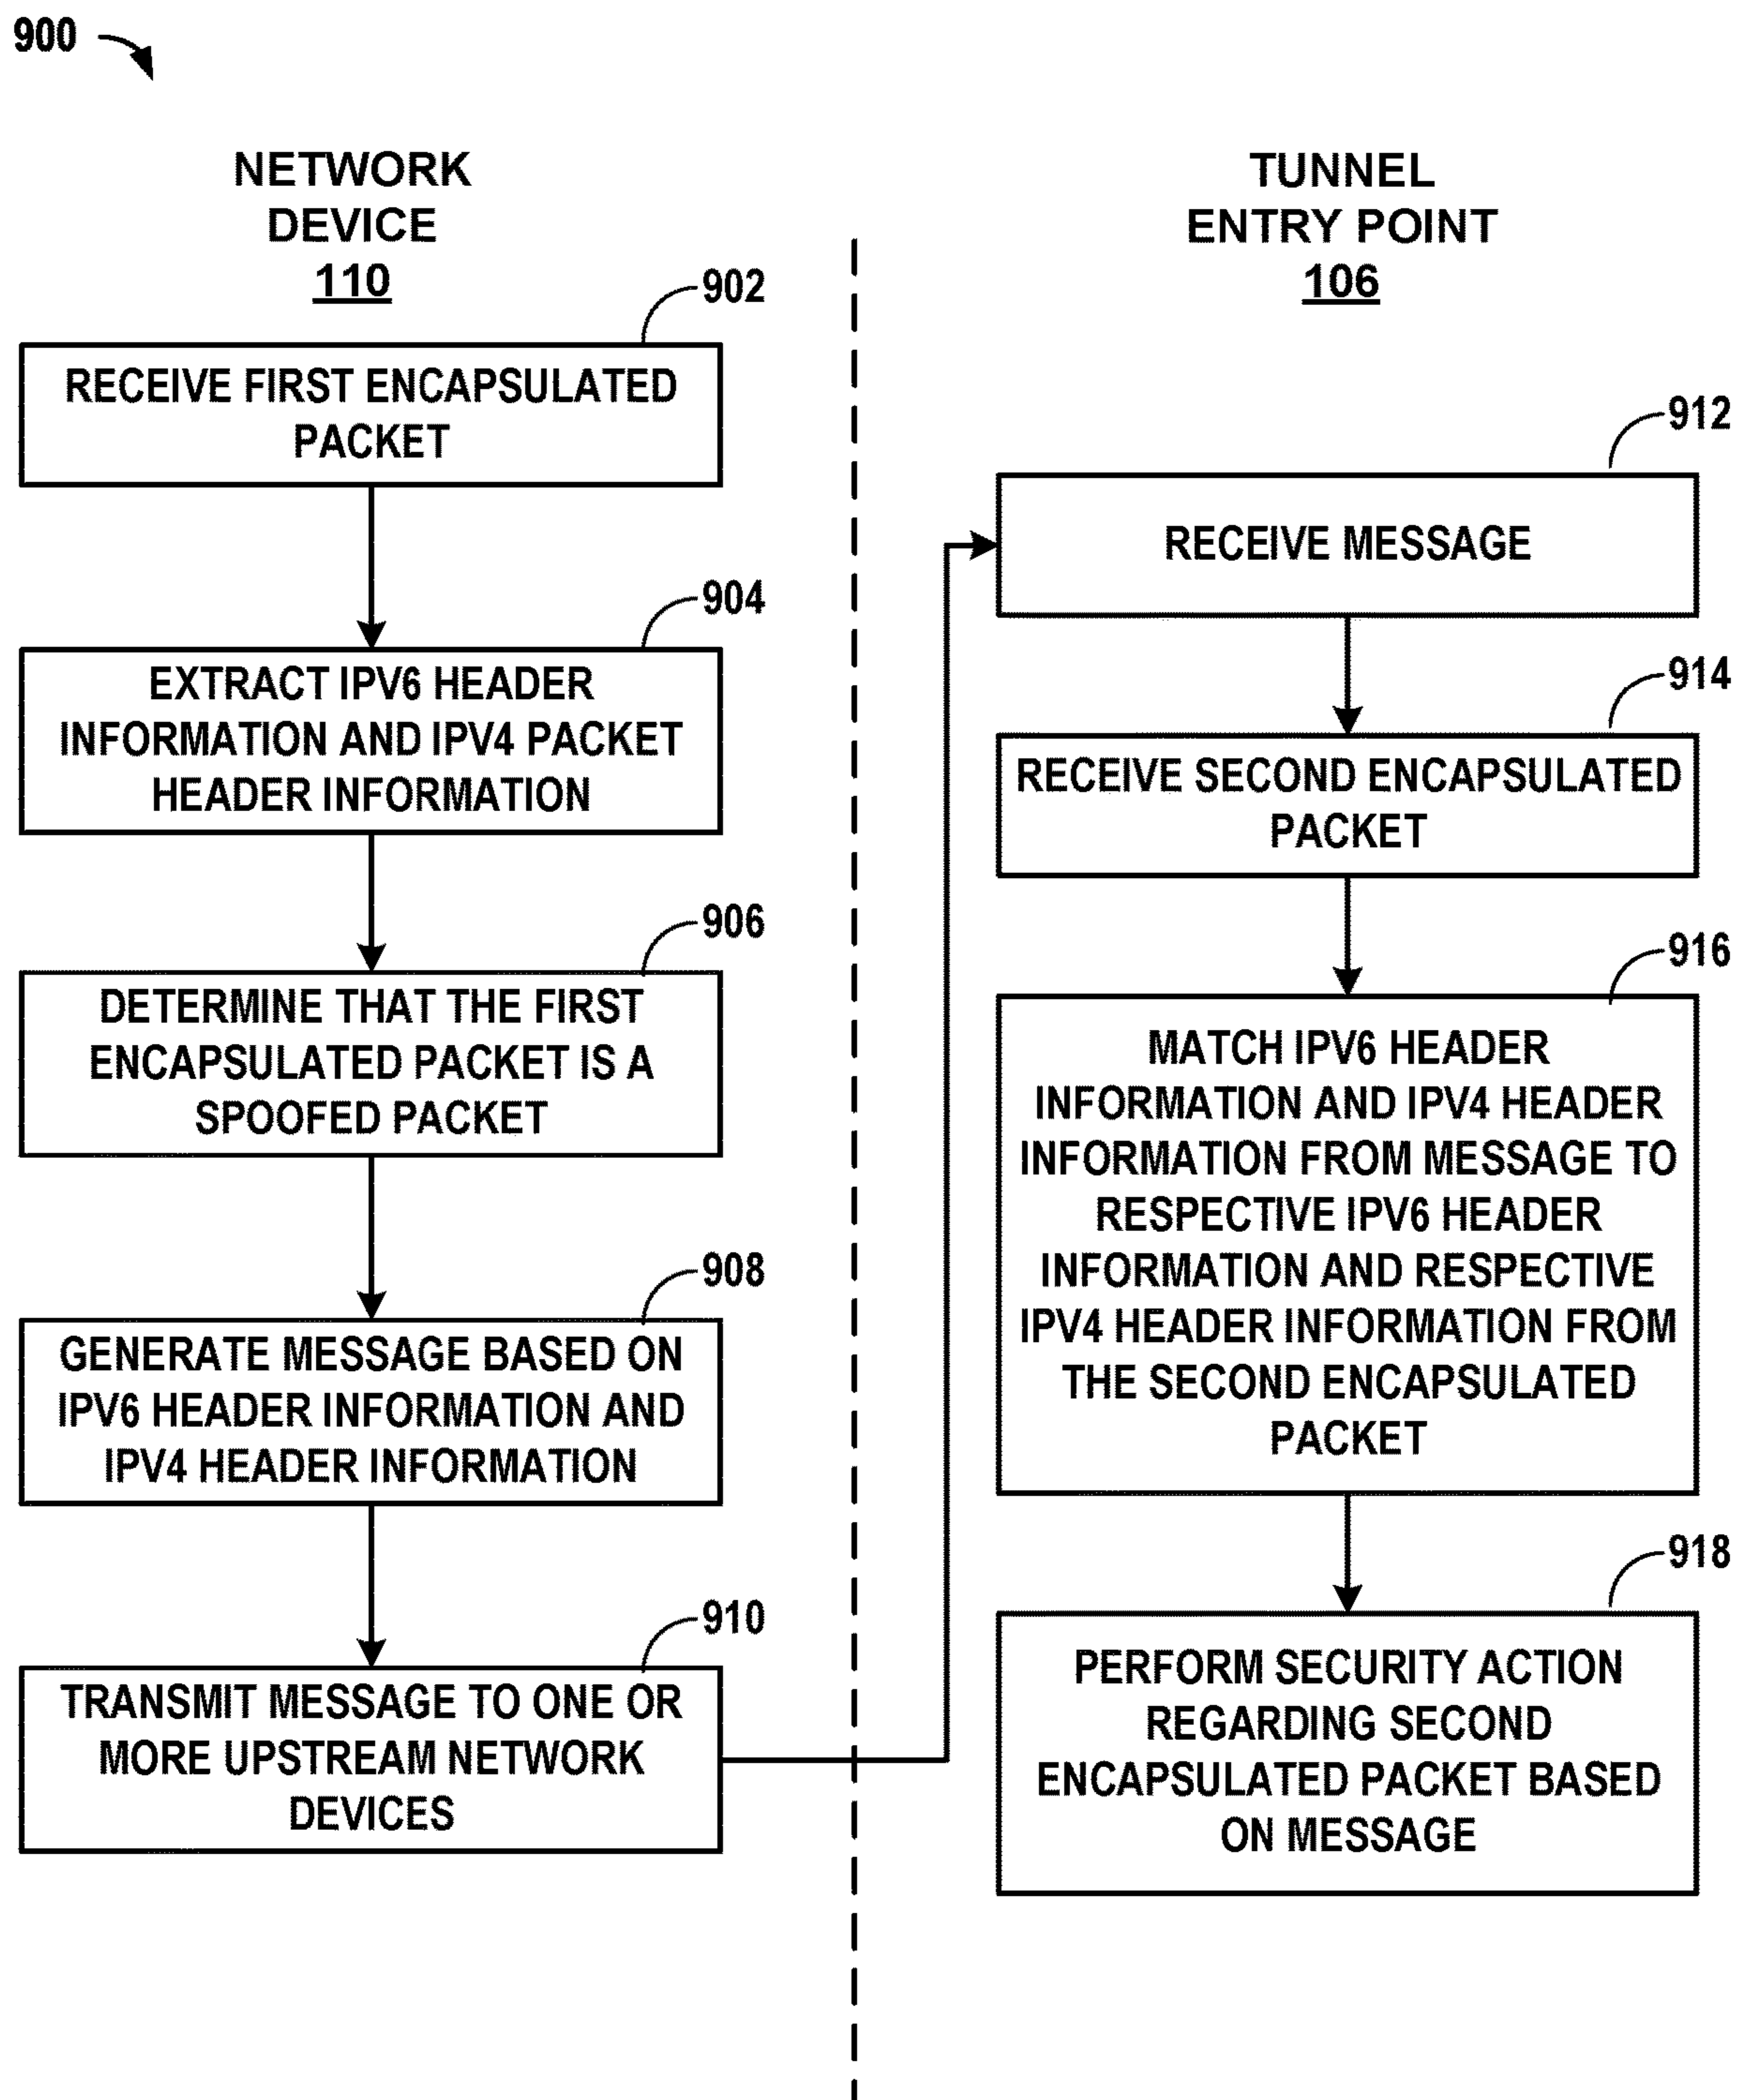 900
NETWORK
DEVICE
110
902
RECEIVE FIRST ENCAPSULATED
PACKET
904
EXTRACT IPV6 HEADER
INFORMATION AND IPV4 PACKET
HEADER INFORMATION
906
DETERMINE THAT THE FIRST
ENCAPSULATED PACKET IS A
SPOOFED PACKET
908
GENERATE MESSAGE BASED ON
IPV6 HEADER INFORMATION AND
IPV4 HEADER INFORMATION
910
TRANSMIT MESSAGE TO ONE OR
MORE UPSTREAM NETWORK
DEVICES
TUNNEL
ENTRY POINT
106
912
RECEIVE MESSAGE
914
RECEIVE SECOND ENCAPSULATED
PACKET
916
MATCH IPV6 HEADER
INFORMATION AND IPV4 HEADER
INFORMATION FROM MESSAGE TO
RESPECTIVE IPV6 HEADER
INFORMATION AND RESPECTIVE
IPV4 HEADER INFORMATION FROM
THE SECOND ENCAPSULATED
PACKET
918
PERFORM SECURITY ACTION
REGARDING SECOND
ENCAPSULATED PACKET BASED
ON MESSAGE